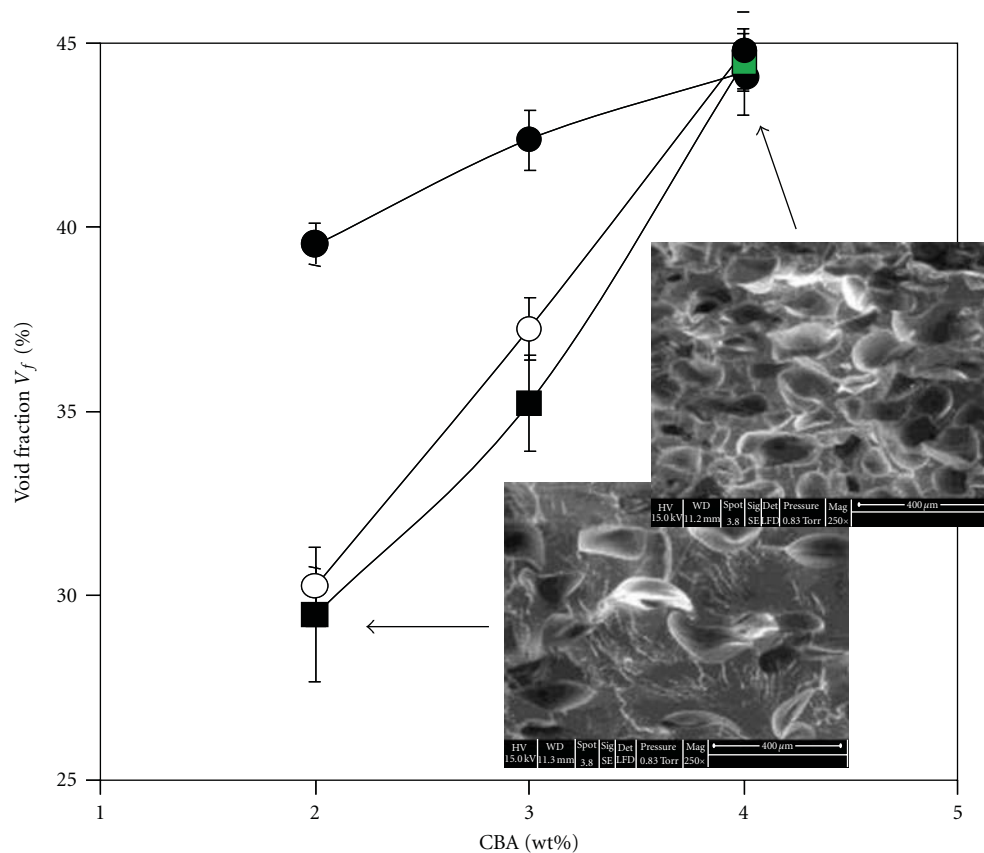 45
40
35
30
25
Void fraction V_f (%)
1 2 3 4 5
CBA (wt%)
HV WD Spot Sig Det Pressure Mag 400 μm
15.0 kV 11.2 mm 3.8 SE LFD 0.83 Torr 250×
HV WD Spot Sig Det Pressure Mag 400 μm
15.0 kV 11.3 mm 3.8 SE LFD 0.83 Torr 250×